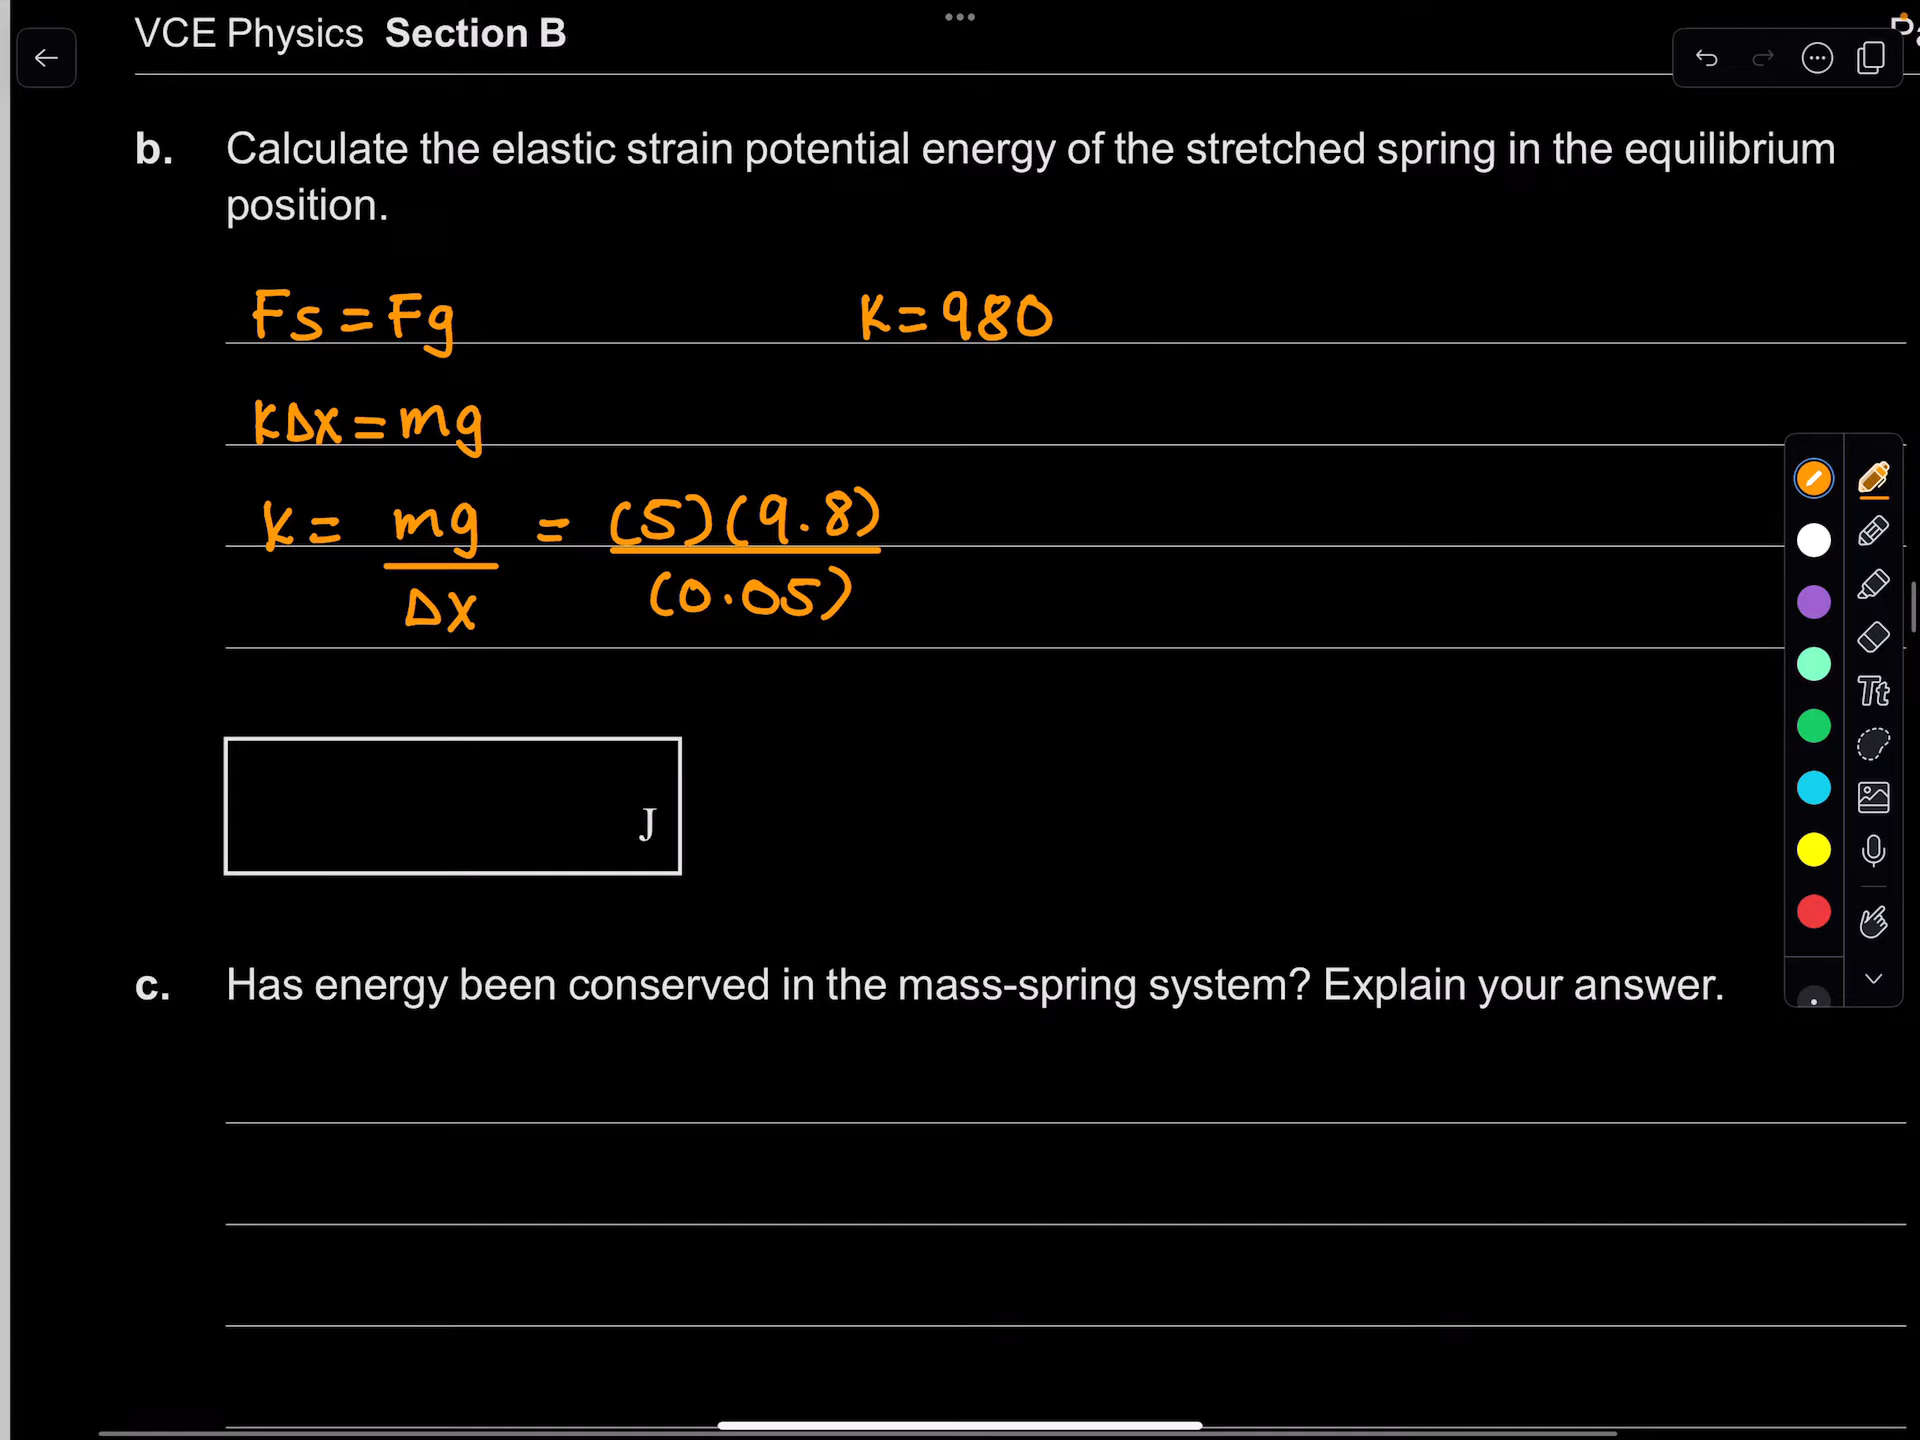 VCE Physics Section B
b. Calculate the elastic strain potential energy of the stretched spring in the equilibrium
position.
Fs = Fg
K = 980
KΔX = mg
K = mg/ΔX = (5)(9.8)/(0.05)
J
c. Has energy been conserved in the mass-spring system? Explain your answer.
Tt